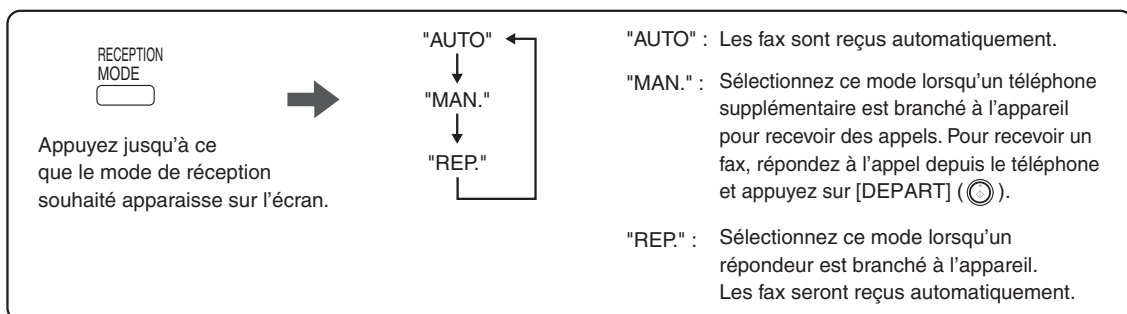 RECEPTION
MODE
Appuyez jusqu'à ce
que le mode de réception
souhaité apparaisse sur l'écran.
"AUTO"
"MAN."
"REP."
"AUTO" : Les fax sont reçus automatiquement.
"MAN." : Sélectionnez ce mode lorsqu'un téléphone
supplémentaire est branché à l'appareil
pour recevoir des appels. Pour recevoir un
fax, répondez à l'appel depuis le téléphone
et appuyez sur [DEPART] ( ).
"REP." : Sélectionnez ce mode lorsqu'un
répondeur est branché à l'appareil.
Les fax seront reçus automatiquement.